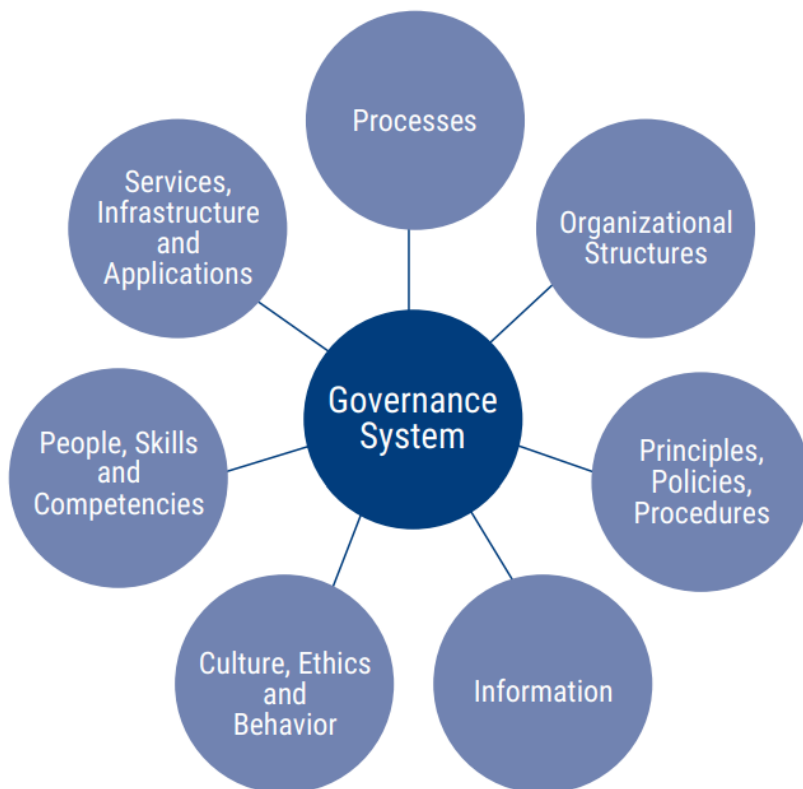 Processes
Organizational
Structures
Principles,
Policies,
Procedures
Information
Culture, Ethics
and
Behavior
People, Skills
and
Competencies
Services,
Infrastructure
and
Applications
Governance
System